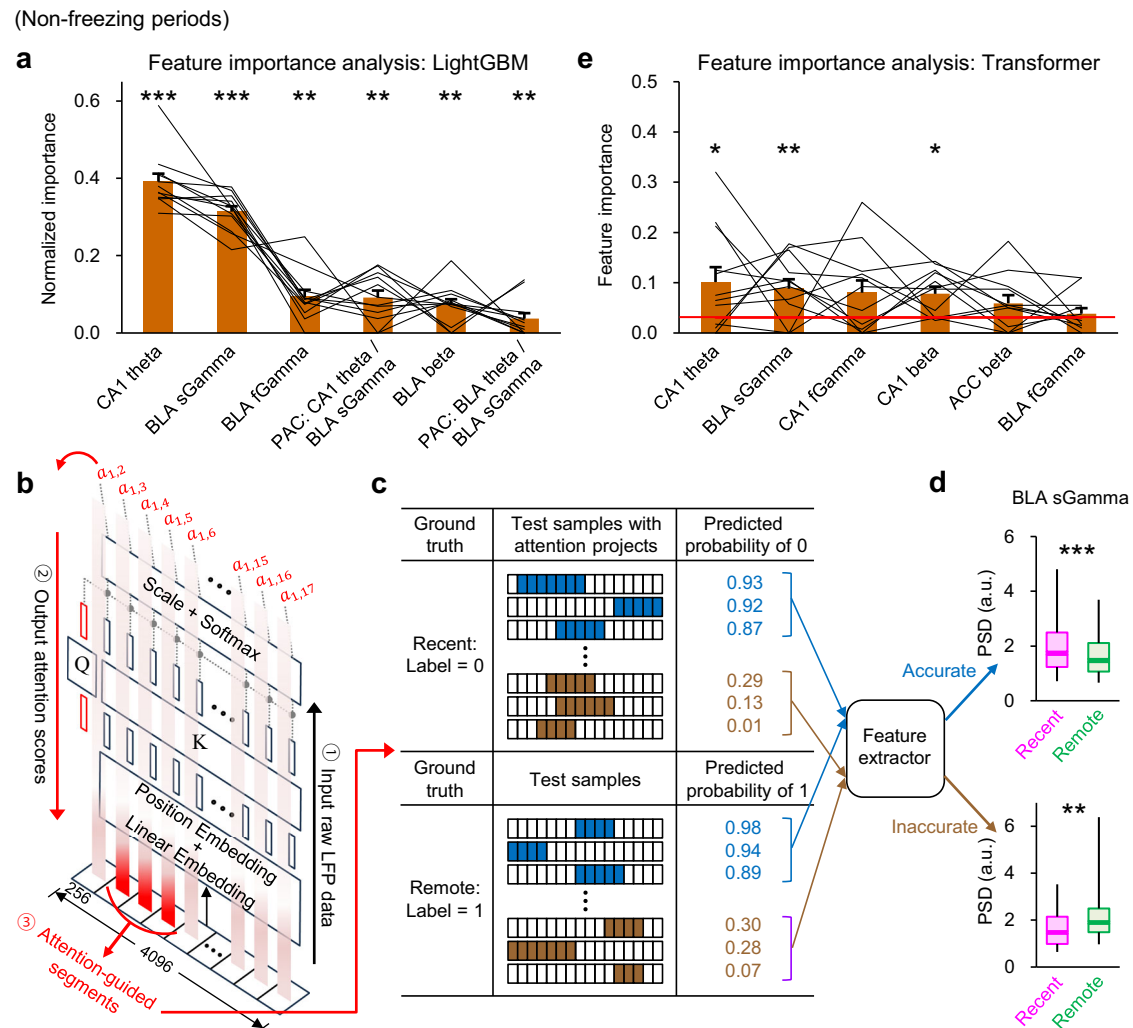 (Non-freezing periods)
a
Feature importance analysis: LightGBM
*** *** ** ** ** **
Normalized importance
0.6
0.4
0.2
0.0
CA1 theta
BLA sGamma
BLA fGamma
PAC: CA1 theta /
BLA sGamma
BLA beta
PAC: BLA theta /
BLA sGamma
e
Feature importance analysis: Transformer
* ** *
Feature importance
0.5
0.4
0.3
0.2
0.1
0.0
CA1 theta
BLA sGamma
CA1 fGamma
CA1 beta
ACC beta
BLA fGamma
b
a1,2
a1,3
a1,4
a1,5
a1,6
a1,15
a1,16
a1,17
Scale + Softmax
② Output attention scores
Q
K
① Input raw LFP data
Position Embedding
+
Linear Embedding
256
4096
③ Attention-guided
segments
c
Ground
truth
Test samples with
attention projects
Predicted
probability of 0
Recent:
Label = 0
0.93
0.92
0.87
0.29
0.13
0.01
Ground
truth
Test samples
Predicted
probability of 1
Remote:
Label = 1
0.98
0.94
0.89
0.30
0.28
0.07
Feature
extractor
Accurate
Inaccurate
d
BLA sGamma
***
PSD (a.u.)
6
4
2
0
Recent
Remote
**
PSD (a.u.)
6
4
2
0
Recent
Remote